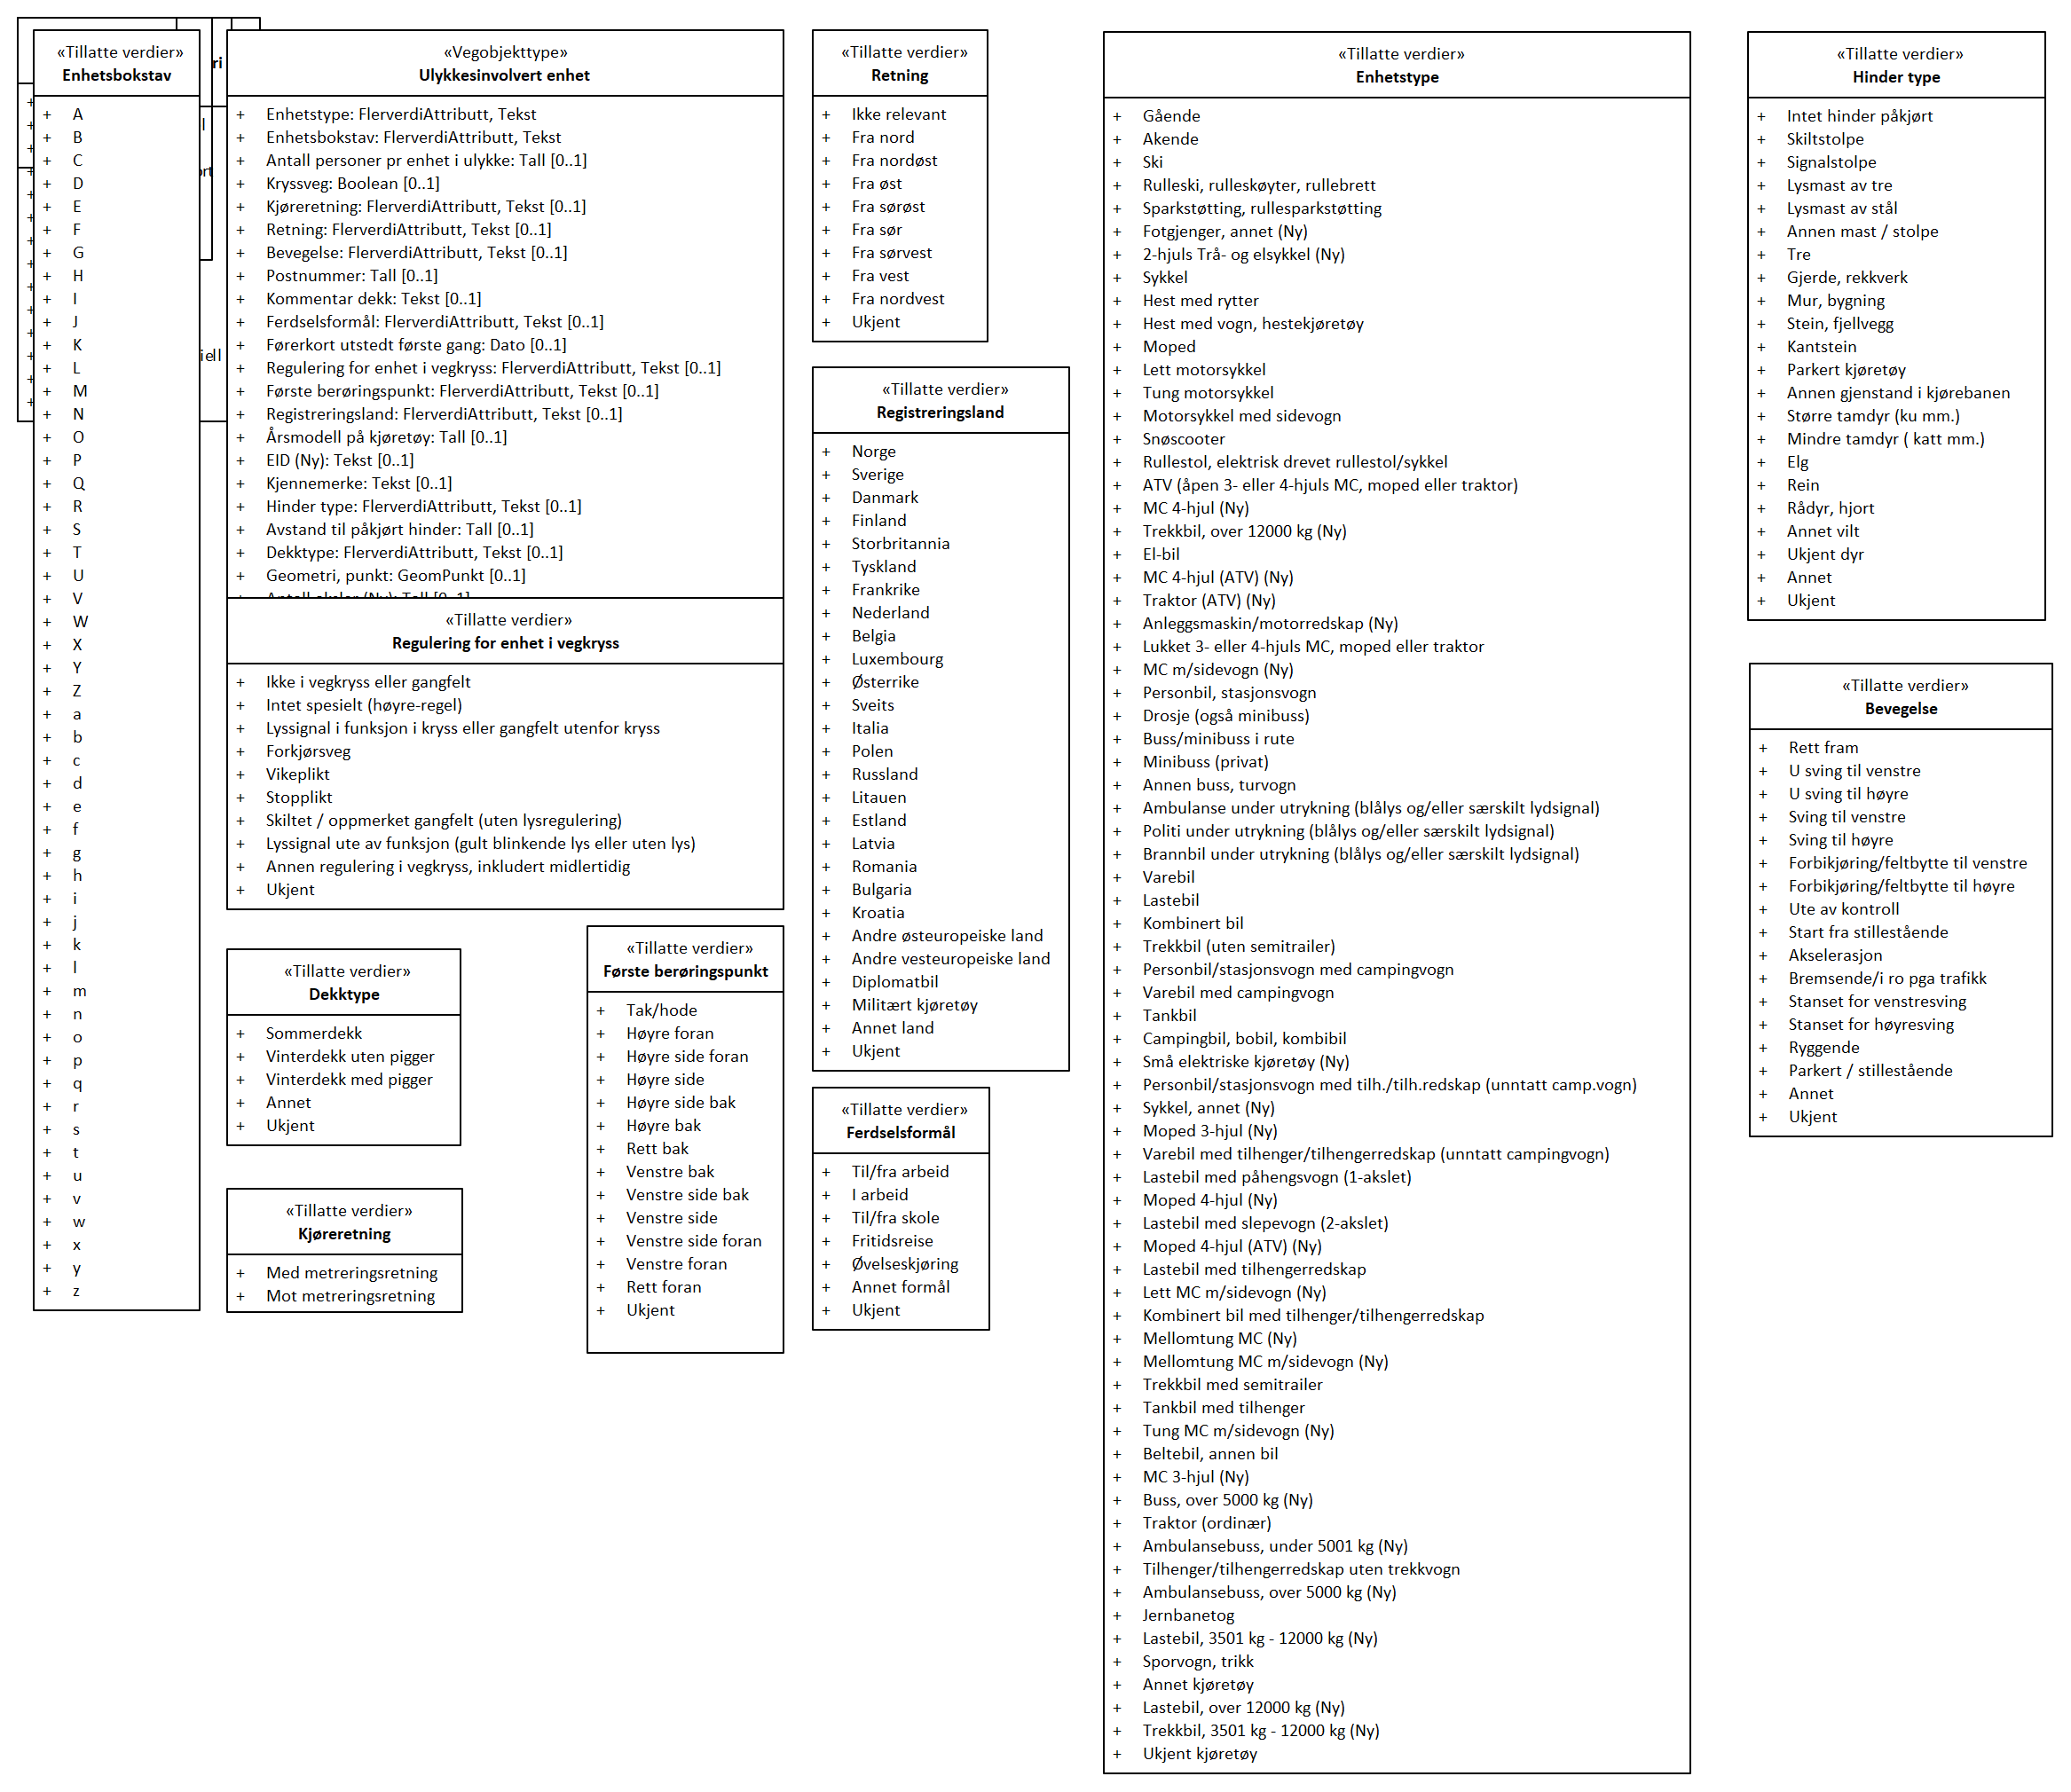 «Tillatte verdier»
Enhetsbokstav
+ A
+ B
+ C
+ D
+ E
+ F
+ G
+ H
+ I
+ J
+ K
+ L
+ M
+ N
+ O
+ P
+ Q
+ R
+ S
+ T
+ U
+ V
+ W
+ X
+ Y
+ Z
+ a
+ b
+ c
+ d
+ e
+ f
+ g
+ h
+ i
+ j
+ k
+ l
+ m
+ n
+ o
+ p
+ q
+ r
+ s
+ t
+ u
+ v
+ w
+ x
+ y
+ z
«Vegobjekttype»
Ulykkesinvolvert enhet
+ Enhetstype: FlerverdiAttributt, Tekst
+ Enhetsbokstav: FlerverdiAttributt, Tekst
+ Antall personer pr enhet i ulykke: Tall [0..1]
+ Kryssveg: Boolean [0..1]
+ Kjøreretning: FlerverdiAttributt, Tekst [0..1]
+ Retning: FlerverdiAttributt, Tekst [0..1]
+ Bevegelse: FlerverdiAttributt, Tekst [0..1]
+ Postnummer: Tall [0..1]
+ Kommentar dekk: Tekst [0..1]
+ Ferdselsformål: FlerverdiAttributt, Tekst [0..1]
+ Førerkort utstedt første gang: Dato [0..1]
+ Regulering for enhet i vegkryss: FlerverdiAttributt, Tekst [0..1]
+ Første berøringspunkt: FlerverdiAttributt, Tekst [0..1]
+ Registreringsland: FlerverdiAttributt, Tekst [0..1]
+ Årsmodell på kjøretøy: Tall [0..1]
+ EID (Ny): Tekst [0..1]
+ Kjennemerke: Tekst [0..1]
+ Hinder type: FlerverdiAttributt, Tekst [0..1]
+ Avstand til påkjørt hinder: Tall [0..1]
+ Dekktype: FlerverdiAttributt, Tekst [0..1]
+ Geometri, punkt: GeomPunkt [0..1]
«Tillatte verdier»
Regulering for enhet i vegkryss
+ Ikke i vegkryss eller gangfelt
+ Intet spesielt (høyre-regel)
+ Lyssignal i funksjon i kryss eller gangfelt utenfor kryss
+ Forkjørsveg
+ Vikeplikt
+ Stopplikt
+ Skiltet / oppmerket gangfelt (uten lysregulering)
+ Lyssignal ute av funksjon (gult blinkende lys eller uten lys)
+ Annen regulering i vegkryss, inkludert midlertidig
+ Ukjent
«Tillatte verdier»
Dekktype
+ Sommerdekk
+ Vinterdekk uten pigger
+ Vinterdekk med pigger
+ Annet
+ Ukjent
«Tillatte verdier»
Kjøreretning
+ Med metreringsretning
+ Mot metreringsretning
«Tillatte verdier»
Første berøringspunkt
+ Tak/hode
+ Høyre foran
+ Høyre side foran
+ Høyre side
+ Høyre side bak
+ Høyre bak
+ Rett bak
+ Venstre bak
+ Venstre side bak
+ Venstre side
+ Venstre side foran
+ Venstre foran
+ Rett foran
+ Ukjent
«Tillatte verdier»
Retning
+ Ikke relevant
+ Fra nord
+ Fra nordøst
+ Fra øst
+ Fra sørøst
+ Fra sør
+ Fra sørvest
+ Fra vest
+ Fra nordvest
+ Ukjent
«Tillatte verdier»
Registreringsland
+ Norge
+ Sverige
+ Danmark
+ Finland
+ Storbritannia
+ Tyskland
+ Frankrike
+ Nederland
+ Belgia
+ Luxembourg
+ Østerrike
+ Sveits
+ Italia
+ Polen
+ Russland
+ Litauen
+ Estland
+ Latvia
+ Romania
+ Bulgaria
+ Kroatia
+ Andre østeuropeiske land
+ Andre vesteuropeiske land
+ Diplomatbil
+ Militært kjøretøy
+ Annet land
+ Ukjent
«Tillatte verdier»
Ferdselsformål
+ Til/fra arbeid
+ I arbeid
+ Til/fra skole
+ Fritidsreise
+ Øvelseskjøring
+ Annet formål
+ Ukjent
«Tillatte verdier»
Enhetstype
+ Gående
+ Akende
+ Ski
+ Rulleski, rulleskøyter, rullebrett
+ Sparkstøtting, rullesparkstøtting
+ Fotgjenger, annet (Ny)
+ 2-hjuls Trå- og elsykkel (Ny)
+ Sykkel
+ Hest med rytter
+ Hest med vogn, hestekjøretøy
+ Moped
+ Lett motorsykkel
+ Tung motorsykkel
+ Motorsykkel med sidevogn
+ Snøscooter
+ Rullestol, elektrisk drevet rullestol/sykkel
+ ATV (åpen 3- eller 4-hjuls MC, moped eller traktor)
+ MC 4-hjul (Ny)
+ Trekkbil, over 12000 kg (Ny)
+ El-bil
+ MC 4-hjul (ATV) (Ny)
+ Traktor (ATV) (Ny)
+ Anleggsmaskin/motorredskap (Ny)
+ Lukket 3- eller 4-hjuls MC, moped eller traktor
+ MC m/sidevogn (Ny)
+ Personbil, stasjonsvogn
+ Drosje (også minibuss)
+ Buss/minibuss i rute
+ Minibuss (privat)
+ Annen buss, turvogn
+ Ambulanse under utrykning (blålys og/eller særskilt lydsignal)
+ Politi under utrykning (blålys og/eller særskilt lydsignal)
+ Brannbil under utrykning (blålys og/eller særskilt lydsignal)
+ Varebil
+ Lastebil
+ Kombinert bil
+ Trekkbil (uten semitrailer)
+ Personbil/stasjonsvogn med campingvogn
+ Varebil med campingvogn
+ Tankbil
+ Campingbil, bobil, kombibil
+ Små elektriske kjøretøy (Ny)
+ Personbil/stasjonsvogn med tilh./tilh.redskap (unntatt camp.vogn)
+ Sykkel, annet (Ny)
+ Moped 3-hjul (Ny)
+ Varebil med tilhenger/tilhengerredskap (unntatt campingvogn)
+ Lastebil med påhengsvogn (1-akslet)
+ Moped 4-hjul (Ny)
+ Lastebil med slepevogn (2-akslet)
+ Moped 4-hjul (ATV) (Ny)
+ Lastebil med tilhengerredskap
+ Lett MC m/sidevogn (Ny)
+ Kombinert bil med tilhenger/tilhengerredskap
+ Mellomtung MC (Ny)
+ Mellomtung MC m/sidevogn (Ny)
+ Trekkbil med semitrailer
+ Tankbil med tilhenger
+ Tung MC m/sidevogn (Ny)
+ Beltebil, annen bil
+ MC 3-hjul (Ny)
+ Buss, over 5000 kg (Ny)
+ Traktor (ordinær)
+ Ambulansebuss, under 5001 kg (Ny)
+ Tilhenger/tilhengerredskap uten trekkvogn
+ Ambulansebuss, over 5000 kg (Ny)
+ Jernbanetog
+ Lastebil, 3501 kg - 12000 kg (Ny)
+ Sporvogn, trikk
+ Annet kjøretøy
+ Lastebil, over 12000 kg (Ny)
+ Trekkbil, 3501 kg - 12000 kg (Ny)
+ Ukjent kjøretøy
«Tillatte verdier»
Hinder type
+ Intet hinder påkjørt
+ Skiltstolpe
+ Signalstolpe
+ Lysmast av tre
+ Lysmast av stål
+ Annen mast / stolpe
+ Tre
+ Gjerde, rekkverk
+ Mur, bygning
+ Stein, fjellvegg
+ Kantstein
+ Parkert kjøretøy
+ Annen gjenstand i kjørebanen
+ Større tamdyr (ku mm.)
+ Mindre tamdyr ( katt mm.)
+ Elg
+ Rein
+ Rådyr, hjort
+ Annet vilt
+ Ukjent dyr
+ Annet
+ Ukjent
«Tillatte verdier»
Bevegelse
+ Rett fram
+ U sving til venstre
+ U sving til høyre
+ Sving til venstre
+ Sving til høyre
+ Forbikjøring/feltbytte til venstre
+ Forbikjøring/feltbytte til høyre
+ Ute av kontroll
+ Start fra stillestående
+ Akselerasjon
+ Bremsende/i ro pga trafikk
+ Stanset for venstresving
+ Stanset for høyresving
+ Ryggende
+ Parkert / stillestående
+ Annet
+ Ukjent